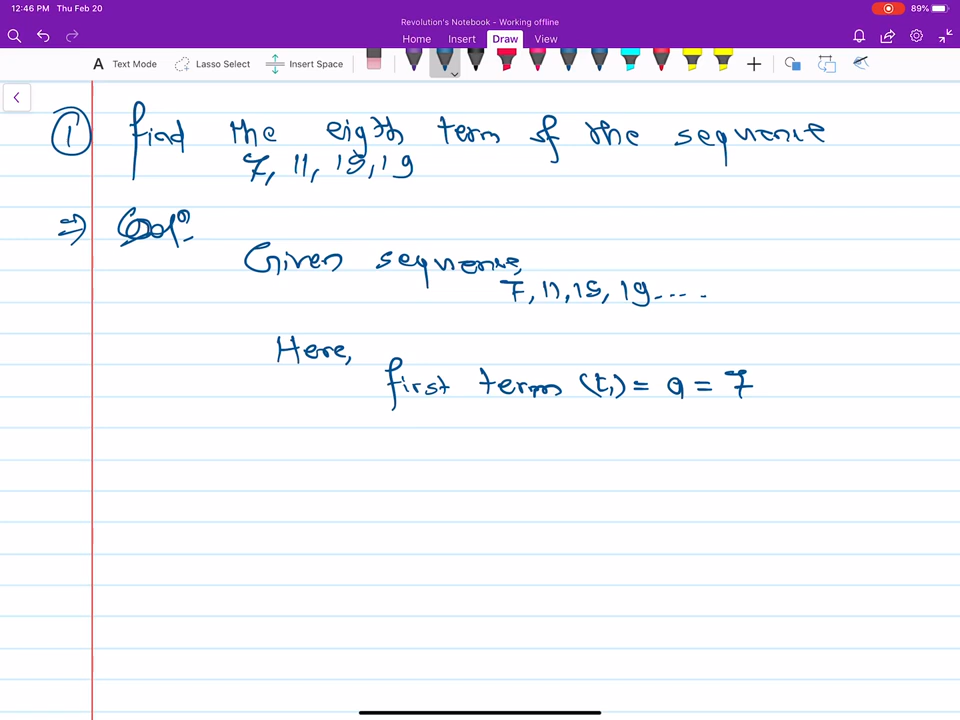 12:46 PM Thu Feb 20
89%
Revolution's Notebook - Working offline
Home Insert Draw View
A Text Mode Lasso Select Insert Space
① find the eigth term of the sequence
7, 11, 15, 19
⇒ Solⁿ
Given sequence,
7, 11, 15, 19....
Here,
first term (t₁) = a = 7